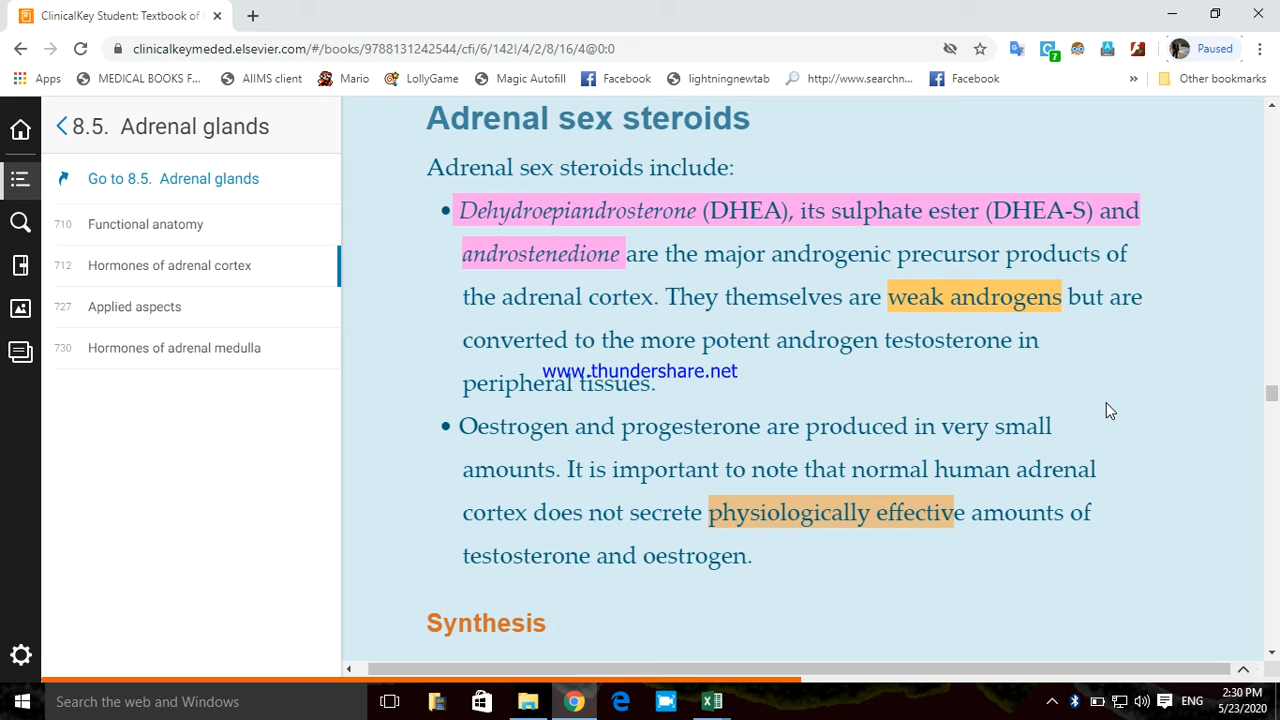 ClinicalKey Student: Textbook of
clinicalkeymeded.elsevier.com/#/books/9788131242544/cfi/6/142!/4/2/8/16/4@0:0
7
Paused
Apps
MEDICAL BOOKS F...
AIIMS client
Mario
LollyGame
Magic Autofill
Facebook
lightningnewtab
http://www.searchn...
Facebook
»
Other bookmarks
8.5. Adrenal glands
Go to 8.5. Adrenal glands
710 Functional anatomy
712 Hormones of adrenal cortex
727 Applied aspects
730 Hormones of adrenal medulla
Adrenal sex steroids
Adrenal sex steroids include:
• Dehydroepiandrosterone (DHEA), its sulphate ester (DHEA-S) and
androstenedione are the major androgenic precursor products of
the adrenal cortex. They themselves are weak androgens but are
converted to the more potent androgen testosterone in
www.thundershare.net
peripheral tissues.
• Oestrogen and progesterone are produced in very small
amounts. It is important to note that normal human adrenal
cortex does not secrete physiologically effective amounts of
testosterone and oestrogen.
Synthesis
Search the web and Windows
ENG
2:30 PM
5/23/2020